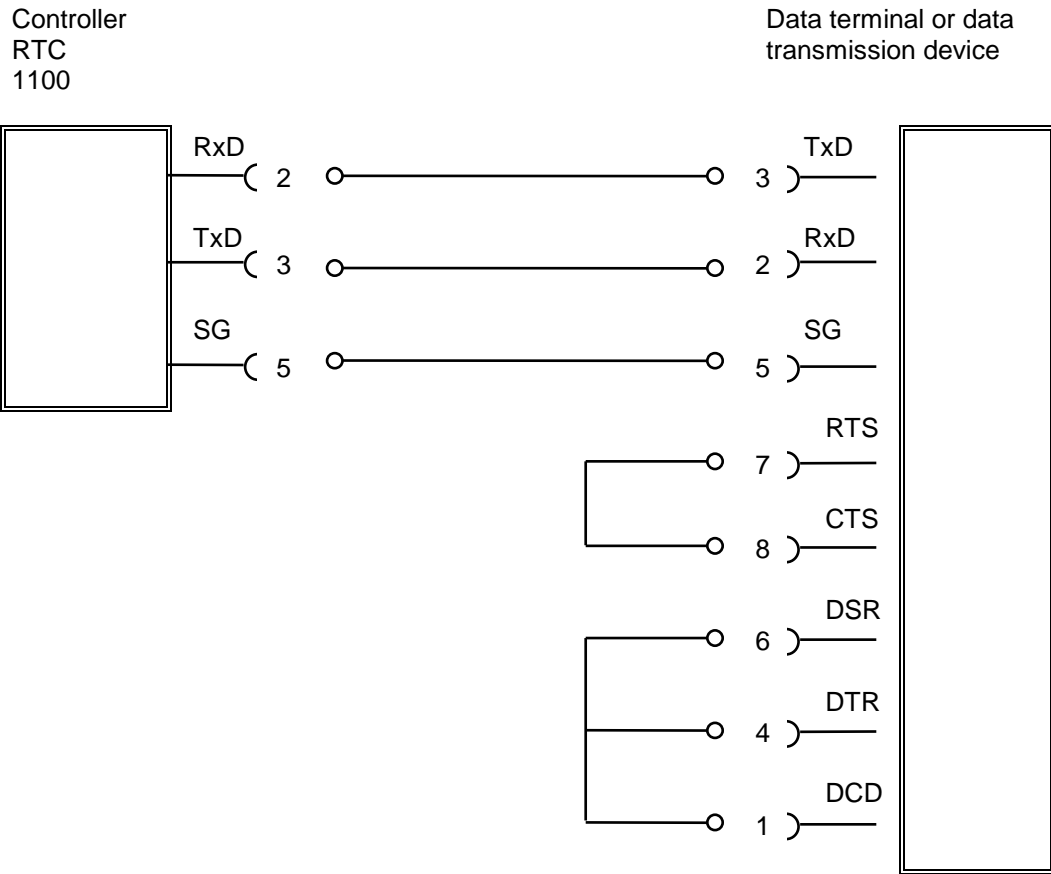 Controller
RTC
1100
Data terminal or data
transmission device
RxD
TxD
2
3
TxD
RxD
3
2
SG
SG
5
5
RTS
7
CTS
8
DSR
6
DTR
4
DCD
1